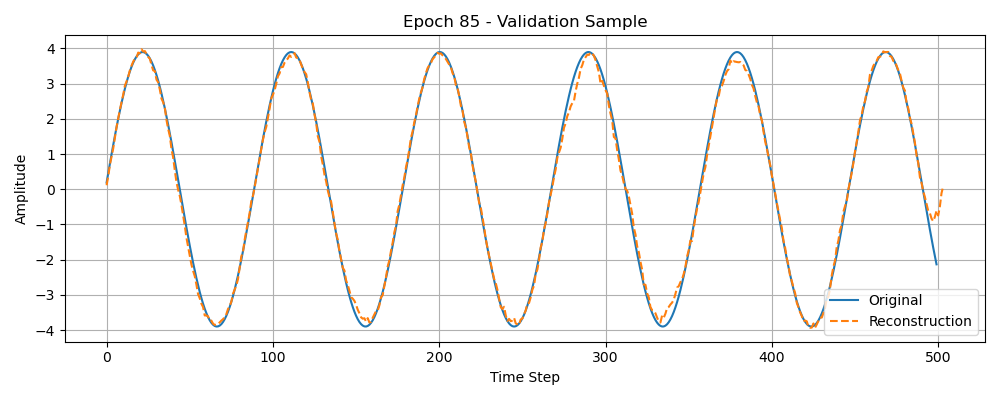 Epoch 85 - Validation Sample
Amplitude
4
3
2
1
0
−1
−2
−3
−4
0 100 200 300 400 500
Time Step
Original
Reconstruction